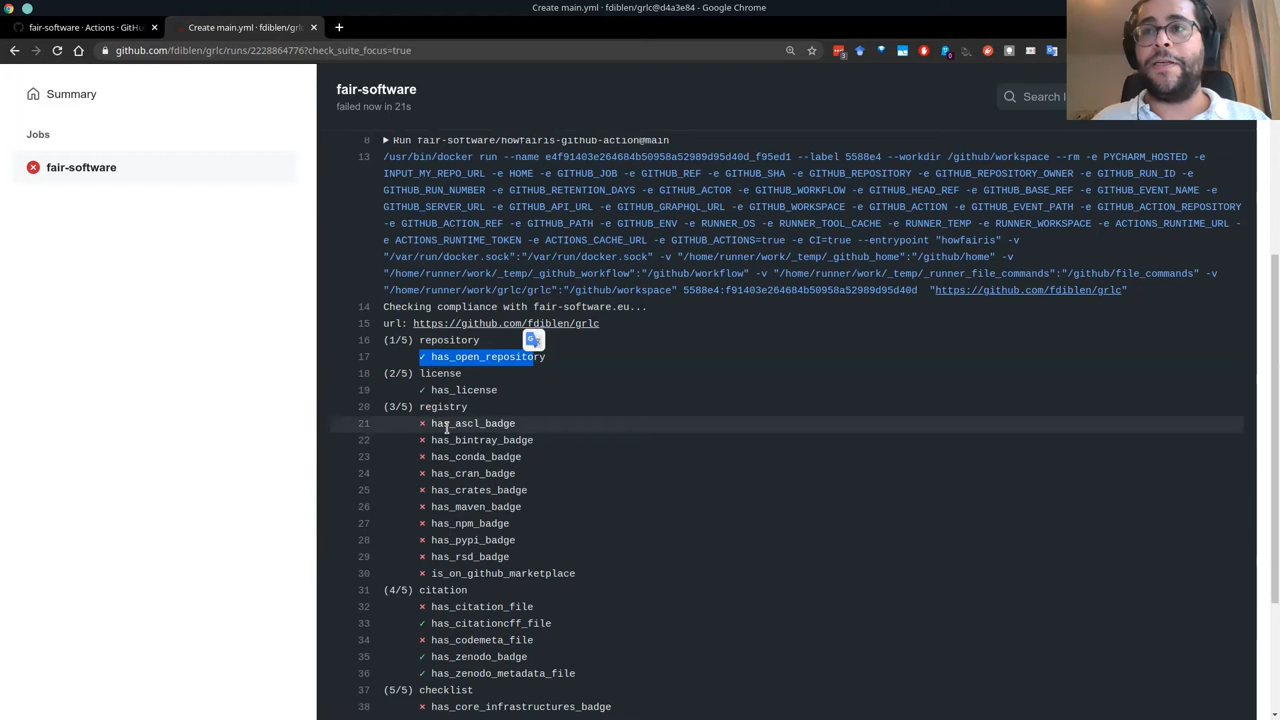 Create main.yml · fdiblen/grlc@d4a3e84 - Google Chrome
fair-software · Actions · GitHu
Create main.yml · fdiblen/grlc
github.com/fdiblen/grlc/runs/2228864776?check_suite_focus=true
Summary
Jobs
fair-software
fair-software
failed now in 21s
Search l
8 Run fair-software/howfairis-github-action@main
13 /usr/bin/docker run --name e4f91403e264684b50958a52989d95d40d_f95ed1 --label 5588e4 --workdir /github/workspace --rm -e PYCHARM_HOSTED -e
INPUT_MY_REPO_URL -e HOME -e GITHUB_JOB -e GITHUB_REF -e GITHUB_SHA -e GITHUB_REPOSITORY -e GITHUB_REPOSITORY_OWNER -e GITHUB_RUN_ID -e
GITHUB_RUN_NUMBER -e GITHUB_RETENTION_DAYS -e GITHUB_ACTOR -e GITHUB_WORKFLOW -e GITHUB_HEAD_REF -e GITHUB_BASE_REF -e GITHUB_EVENT_NAME -e
GITHUB_SERVER_URL -e GITHUB_API_URL -e GITHUB_GRAPHQL_URL -e GITHUB_WORKSPACE -e GITHUB_ACTION -e GITHUB_EVENT_PATH -e GITHUB_ACTION_REPOSITORY
-e GITHUB_ACTION_REF -e GITHUB_PATH -e GITHUB_ENV -e RUNNER_OS -e RUNNER_TOOL_CACHE -e RUNNER_TEMP -e RUNNER_WORKSPACE -e ACTIONS_RUNTIME_URL -
e ACTIONS_RUNTIME_TOKEN -e ACTIONS_CACHE_URL -e GITHUB_ACTIONS=true -e CI=true --entrypoint "howfairis" -v
"/var/run/docker.sock":"/var/run/docker.sock" -v "/home/runner/work/_temp/_github_home":"/github/home" -v
"/home/runner/work/_temp/_github_workflow":"/github/workflow" -v "/home/runner/work/_temp/_runner_file_commands":"/github/file_commands" -v
"/home/runner/work/grlc/grlc":"/github/workspace" 5588e4:f91403e264684b50958a52989d95d40d "https://github.com/fdiblen/grlc"
14 Checking compliance with fair-software.eu...
15 url: https://github.com/fdiblen/grlc
16 (1/5) repository
17 ✓ has_open_repository
18 (2/5) license
19 ✓ has_license
20 (3/5) registry
21 × has_ascl_badge
22 × has_bintray_badge
23 × has_conda_badge
24 × has_cran_badge
25 × has_crates_badge
26 × has_maven_badge
27 × has_npm_badge
28 × has_pypi_badge
29 × has_rsd_badge
30 × is_on_github_marketplace
31 (4/5) citation
32 × has_citation_file
33 ✓ has_citationcff_file
34 × has_codemeta_file
35 ✓ has_zenodo_badge
36 ✓ has_zenodo_metadata_file
37 (5/5) checklist
38 × has_core_infrastructures_badge